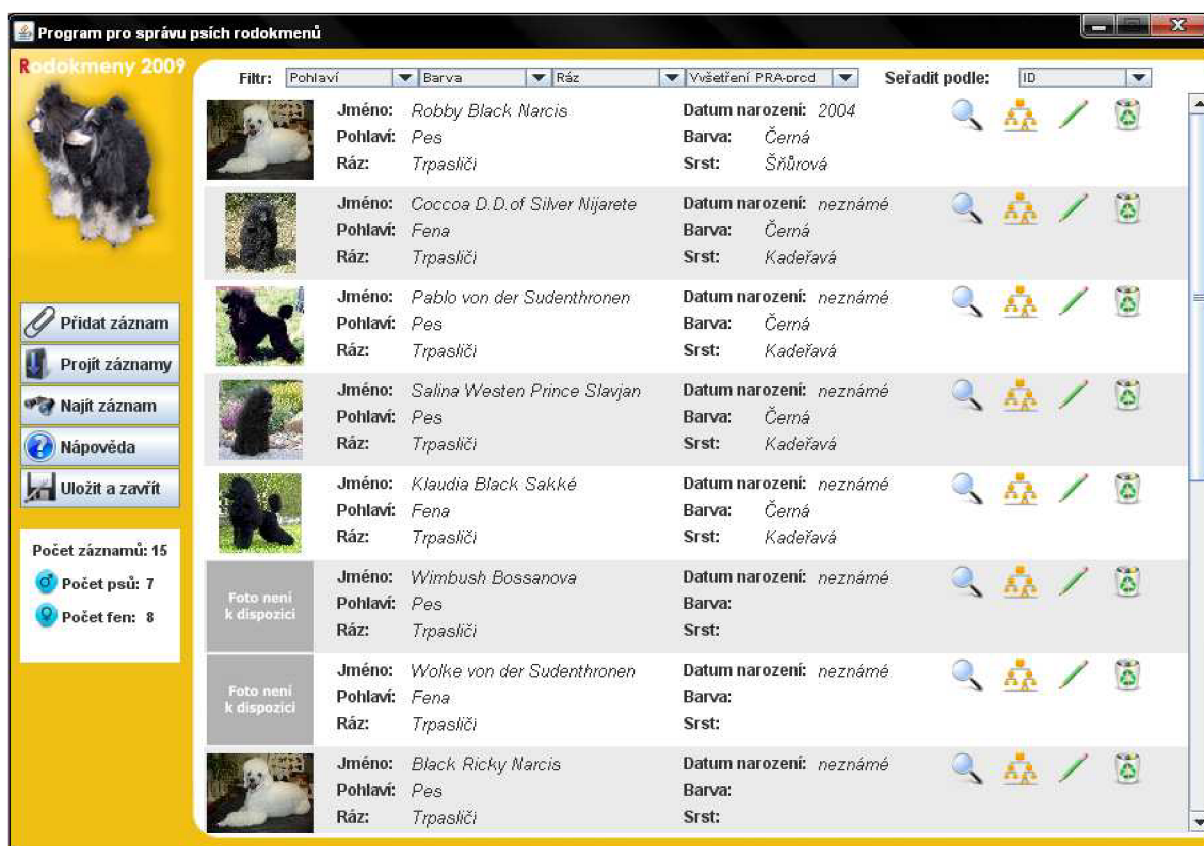 Program pro správu psích rodokmenů
Rodokmeny 2009
Filtr: Pohlaví Barva Ráz Vyšetření PRA-prcd Seřadit podle: ID
Přidat záznam
Projít záznamy
Najít záznam
Nápověda
Uložit a zavřít
Počet záznamů: 15
Počet psů: 7
Počet fen: 8
Jméno: Robby Black Narcis Datum narození: 2004
Pohlaví: Pes Barva: Černá
Ráz: Trpasličí Srst: Šňůrová
Jméno: Coccoa D.D.of Silver Nijarete Datum narození: neznámé
Pohlaví: Fena Barva: Černá
Ráz: Trpasličí Srst: Kadeřavá
Jméno: Pablo von der Sudenthronen Datum narození: neznámé
Pohlaví: Pes Barva: Černá
Ráz: Trpasličí Srst: Kadeřavá
Jméno: Salina Westen Prince Slavjan Datum narození: neznámé
Pohlaví: Pes Barva: Černá
Ráz: Trpasličí Srst: Kadeřavá
Jméno: Klaudia Black Sakké Datum narození: neznámé
Pohlaví: Fena Barva: Černá
Ráz: Trpasličí Srst: Kadeřavá
Foto není
k dispozici
Jméno: Wimbush Bossanova Datum narození: neznámé
Pohlaví: Pes Barva:
Ráz: Trpasličí Srst:
Foto není
k dispozici
Jméno: Wolke von der Sudenthronen Datum narození: neznámé
Pohlaví: Fena Barva:
Ráz: Trpasličí Srst:
Jméno: Black Ricky Narcis Datum narození: neznámé
Pohlaví: Pes Barva:
Ráz: Trpasličí Srst: